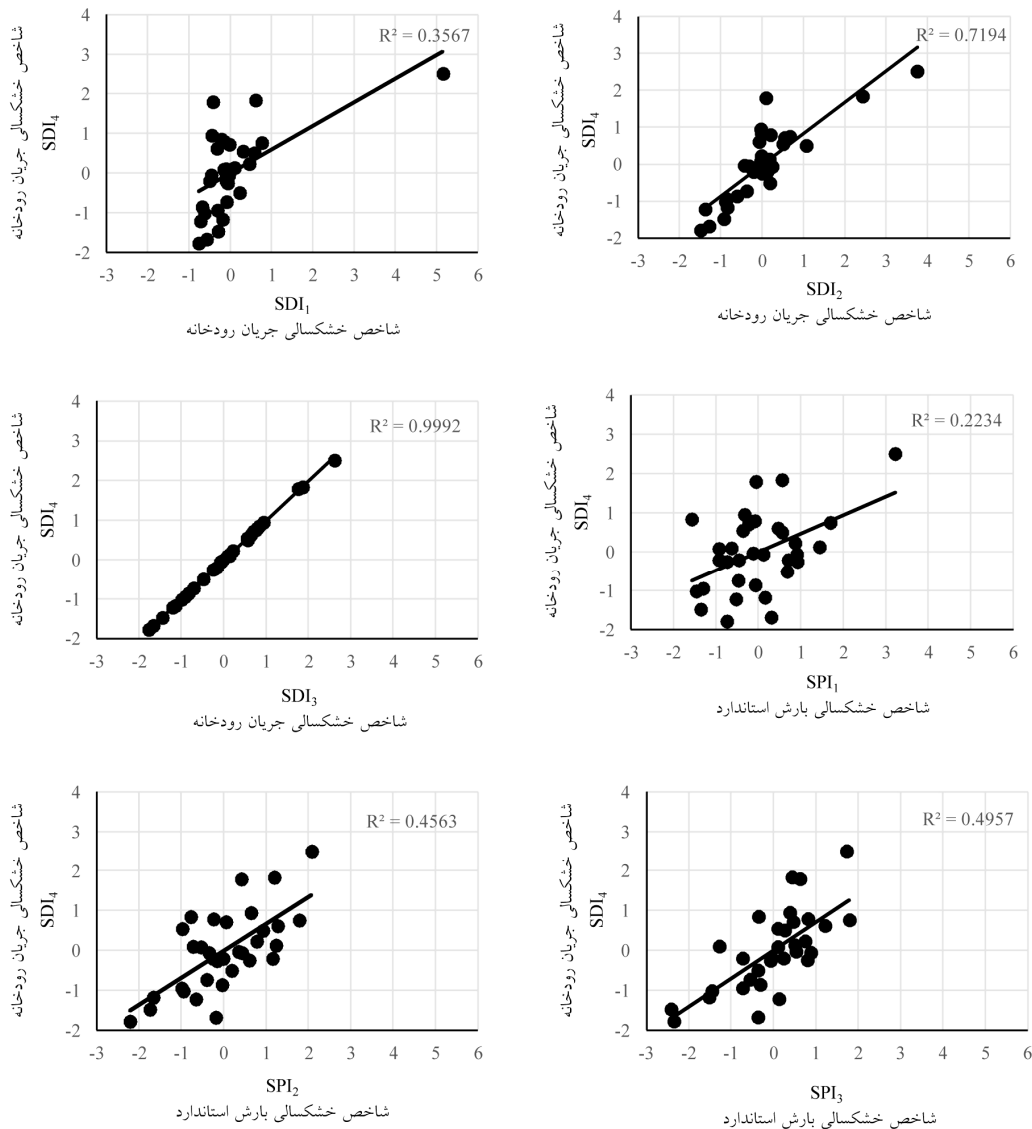 شاخص خشکسالی جریان رودخانه
SDI₄
R² = 0.3567
4
3
2
1
0
-1
-2
-3 -2 -1 0 1 2 3 4 5 6
SDI₁
شاخص خشکسالی جریان رودخانه
شاخص خشکسالی جریان رودخانه
SDI₄
R² = 0.7194
4
3
2
1
0
-1
-2
-3 -2 -1 0 1 2 3 4 5 6
SDI₂
شاخص خشکسالی جریان رودخانه
شاخص خشکسالی جریان رودخانه
SDI₄
R² = 0.9992
4
3
2
1
0
-1
-2
-3 -2 -1 0 1 2 3 4 5 6
SDI₃
شاخص خشکسالی جریان رودخانه
شاخص خشکسالی جریان رودخانه
SDI₄
R² = 0.2234
4
3
2
1
0
-1
-2
-3 -2 -1 0 1 2 3 4 5 6
SPI₁
شاخص خشکسالی بارش استاندارد
شاخص خشکسالی جریان رودخانه
SDI₄
R² = 0.4563
4
3
2
1
0
-1
-2
-3 -2 -1 0 1 2 3 4 5 6
SPI₂
شاخص خشکسالی بارش استاندارد
شاخص خشکسالی جریان رودخانه
SDI₄
R² = 0.4957
4
3
2
1
0
-1
-2
-3 -2 -1 0 1 2 3 4 5 6
SPI₃
شاخص خشکسالی بارش استاندارد